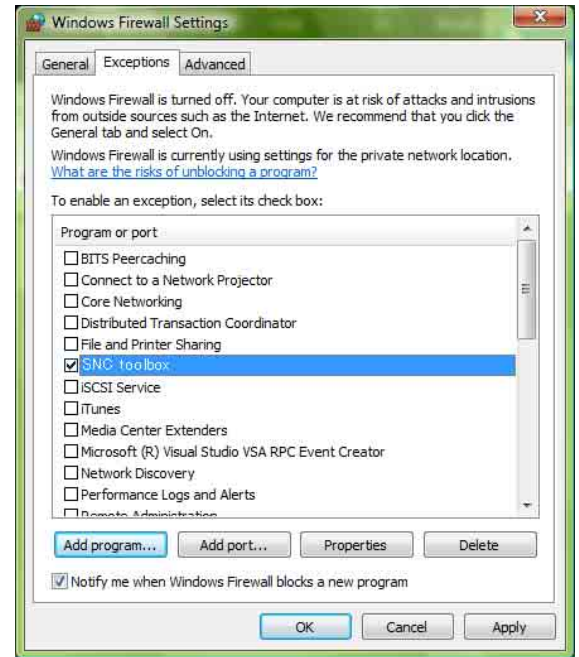 Windows Firewall Settings
General Exceptions Advanced
Windows Firewall is turned off. Your computer is at risk of attacks and intrusions
from outside sources such as the Internet. We recommend that you click the
General tab and select On.
Windows Firewall is currently using settings for the private network location.
What are the risks of unblocking a program?
To enable an exception, select its check box:
Program or port
BITS Peercaching
Connect to a Network Projector
Core Networking
Distributed Transaction Coordinator
File and Printer Sharing
SNC toolbox
iSCSI Service
iTunes
Media Center Extenders
Microsoft (R) Visual Studio VSA RPC Event Creator
Network Discovery
Performance Logs and Alerts
Remote Administration
Add program... Add port... Properties Delete
Notify me when Windows Firewall blocks a new program
OK Cancel Apply